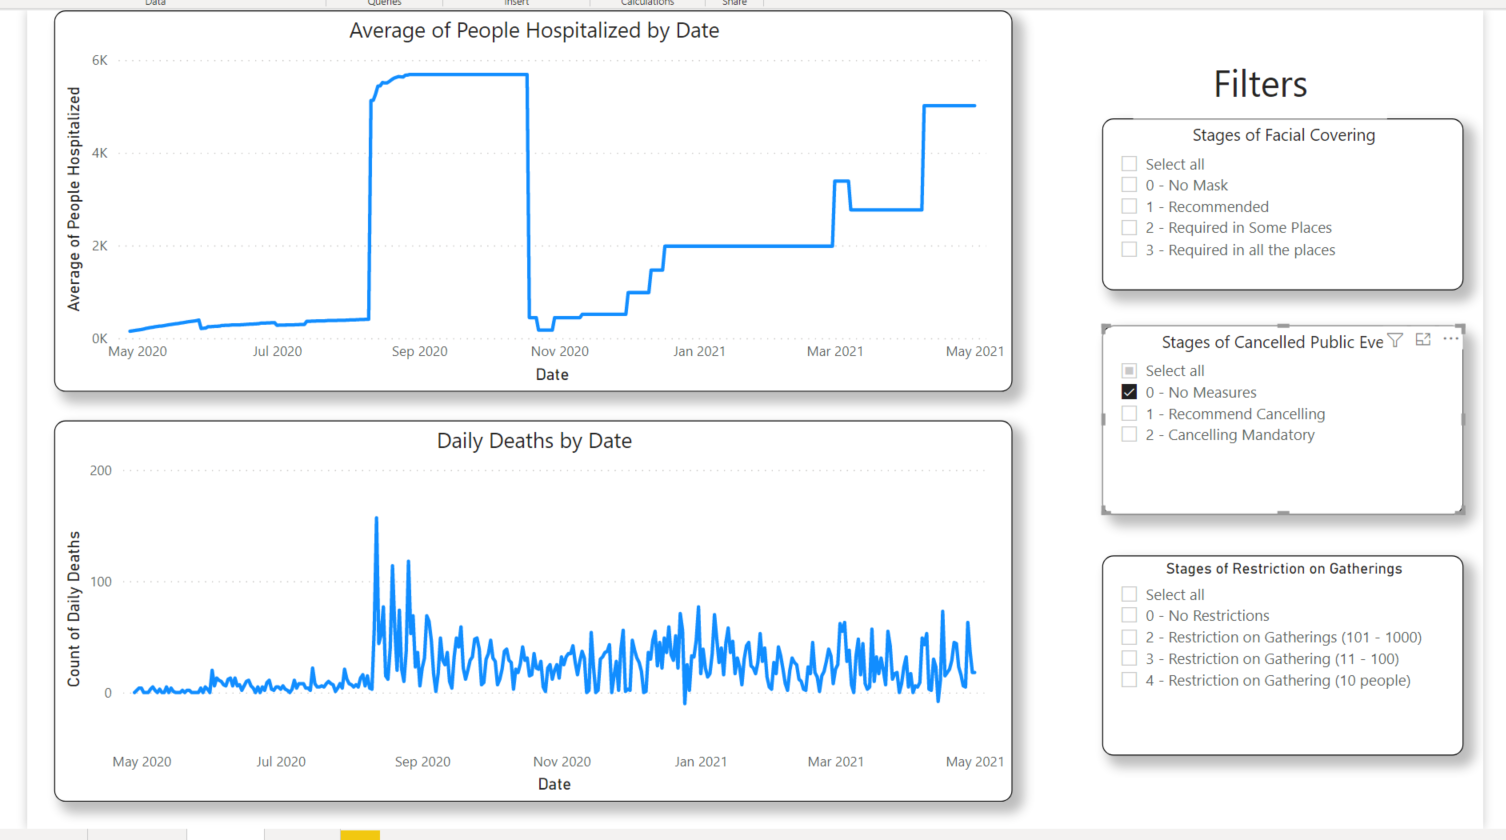 Data Queries Insert Calculations Share
Average of People Hospitalized by Date
Average of People Hospitalized
6K
4K
2K
0K
May 2020 Jul 2020 Sep 2020 Nov 2020 Jan 2021 Mar 2021 May 2021
Date
Daily Deaths by Date
Count of Daily Deaths
200
100
0
May 2020 Jul 2020 Sep 2020 Nov 2020 Jan 2021 Mar 2021 May 2021
Date
Filters
Stages of Facial Covering
Select all
0 - No Mask
1 - Recommended
2 - Required in Some Places
3 - Required in all the places
Stages of Cancelled Public Eve
Select all
0 - No Measures
1 - Recommend Cancelling
2 - Cancelling Mandatory
Stages of Restriction on Gatherings
Select all
0 - No Restrictions
2 - Restriction on Gatherings (101 - 1000)
3 - Restriction on Gathering (11 - 100)
4 - Restriction on Gathering (10 people)